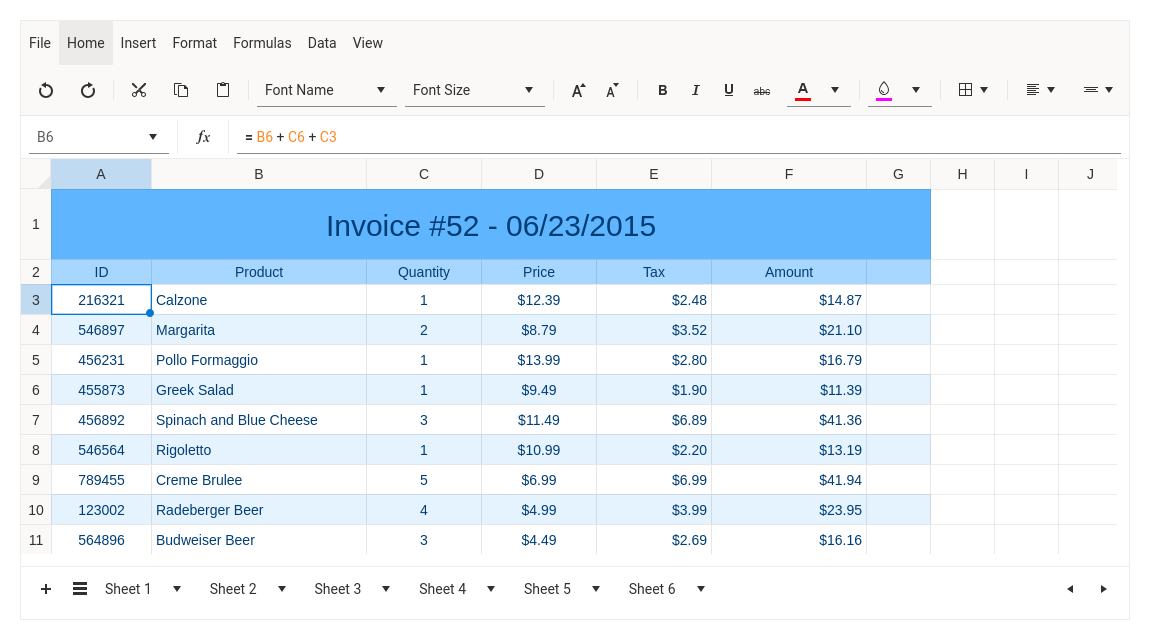 File Home Insert Format Formulas Data View
Font Name Font Size A A B I U abc A
B6 fx = B6 + C6 + C3
A B C D E F G H I J
1 Invoice #52 - 06/23/2015
2 ID Product Quantity Price Tax Amount
3 216321 Calzone 1 $12.39 $2.48 $14.87
4 546897 Margarita 2 $8.79 $3.52 $21.10
5 456231 Pollo Formaggio 1 $13.99 $2.80 $16.79
6 455873 Greek Salad 1 $9.49 $1.90 $11.39
7 456892 Spinach and Blue Cheese 3 $11.49 $6.89 $41.36
8 546564 Rigoletto 1 $10.99 $2.20 $13.19
9 789455 Creme Brulee 5 $6.99 $6.99 $41.94
10 123002 Radeberger Beer 4 $4.99 $3.99 $23.95
11 564896 Budweiser Beer 3 $4.49 $2.69 $16.16
Sheet 1 Sheet 2 Sheet 3 Sheet 4 Sheet 5 Sheet 6